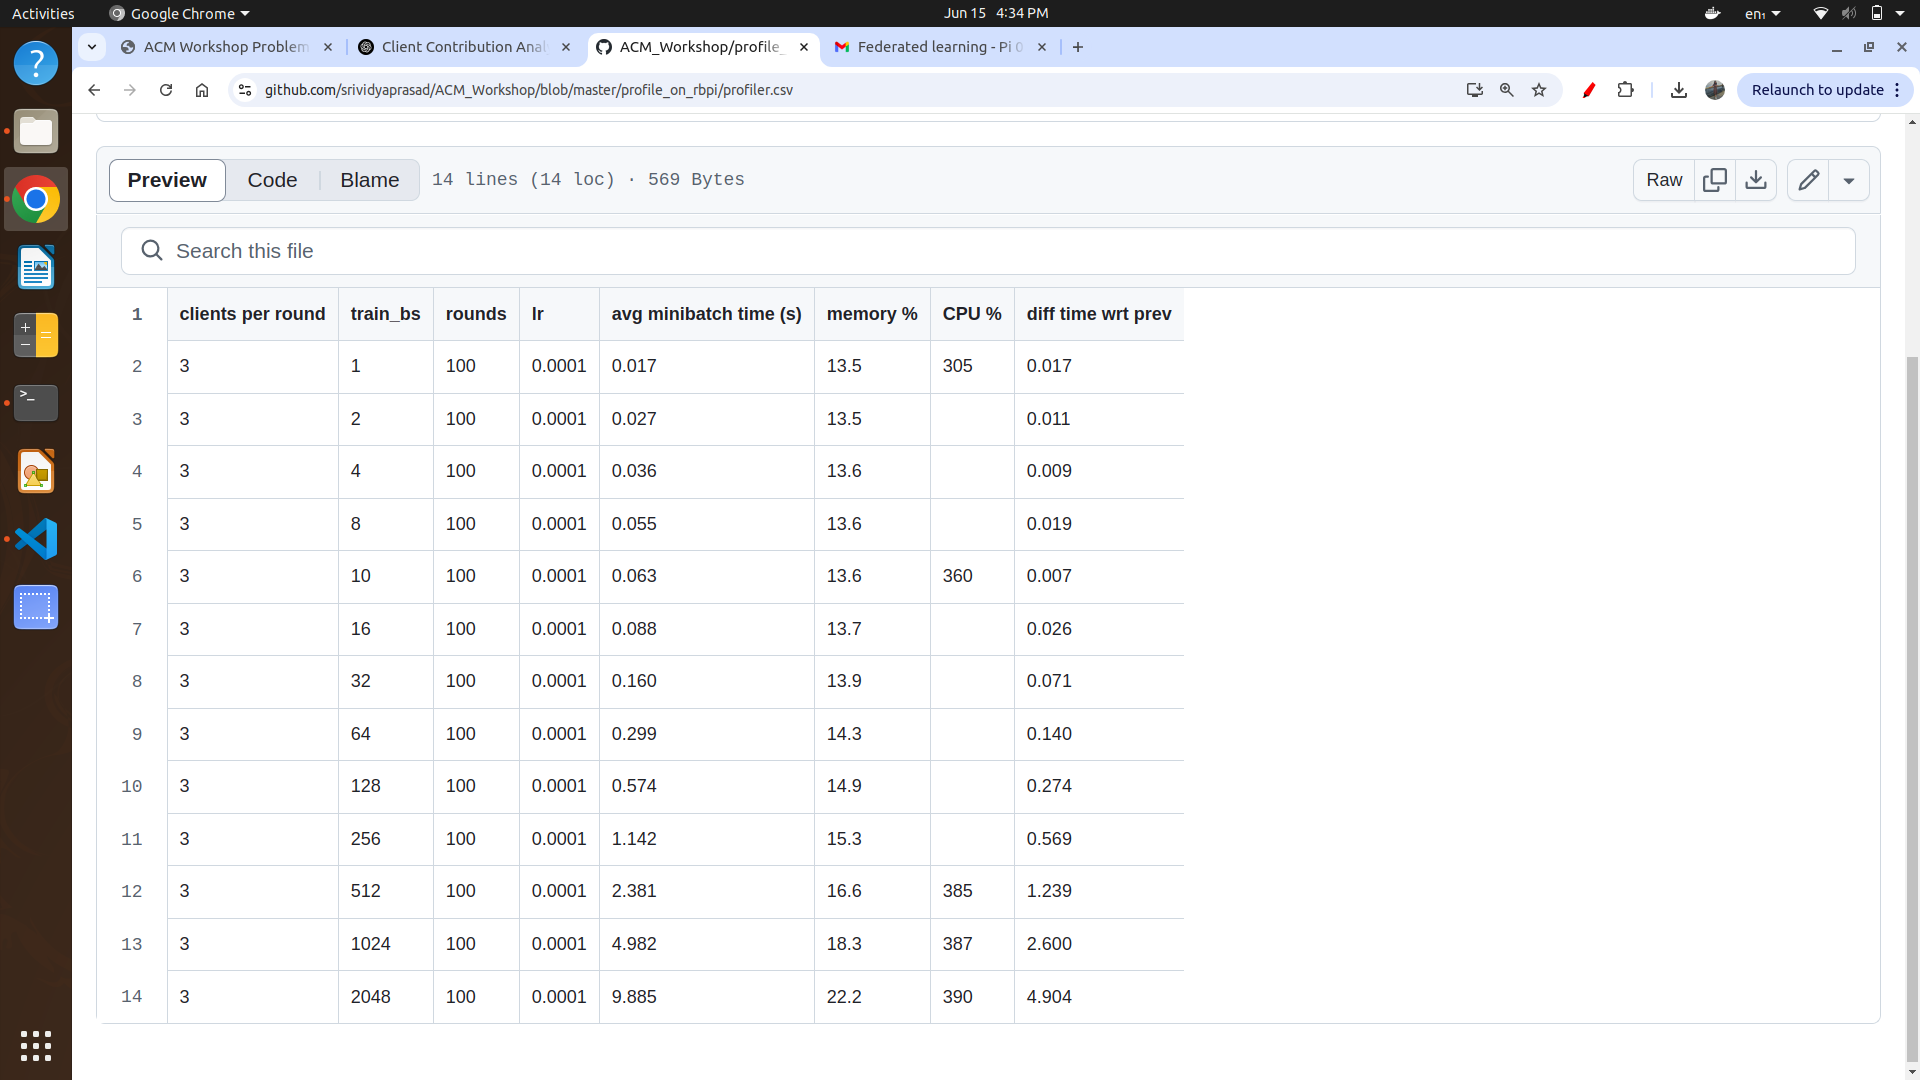 Activities Google Chrome Jun 15 4:34 PM en₁
ACM Workshop Problem Client Contribution Anal ACM_Workshop/profile_ Federated learning - Pi
github.com/srividyaprasad/ACM_Workshop/blob/master/profile_on_rbpi/profiler.csv Relaunch to update
Preview Code Blame 14 lines (14 loc) · 569 Bytes Raw
Search this file
1 clients per round train_bs rounds lr avg minibatch time (s) memory % CPU % diff time wrt prev
2 3 1 100 0.0001 0.017 13.5 305 0.017
3 3 2 100 0.0001 0.027 13.5 0.011
4 3 4 100 0.0001 0.036 13.6 0.009
5 3 8 100 0.0001 0.055 13.6 0.019
6 3 10 100 0.0001 0.063 13.6 360 0.007
7 3 16 100 0.0001 0.088 13.7 0.026
8 3 32 100 0.0001 0.160 13.9 0.071
9 3 64 100 0.0001 0.299 14.3 0.140
10 3 128 100 0.0001 0.574 14.9 0.274
11 3 256 100 0.0001 1.142 15.3 0.569
12 3 512 100 0.0001 2.381 16.6 385 1.239
13 3 1024 100 0.0001 4.982 18.3 387 2.600
14 3 2048 100 0.0001 9.885 22.2 390 4.904